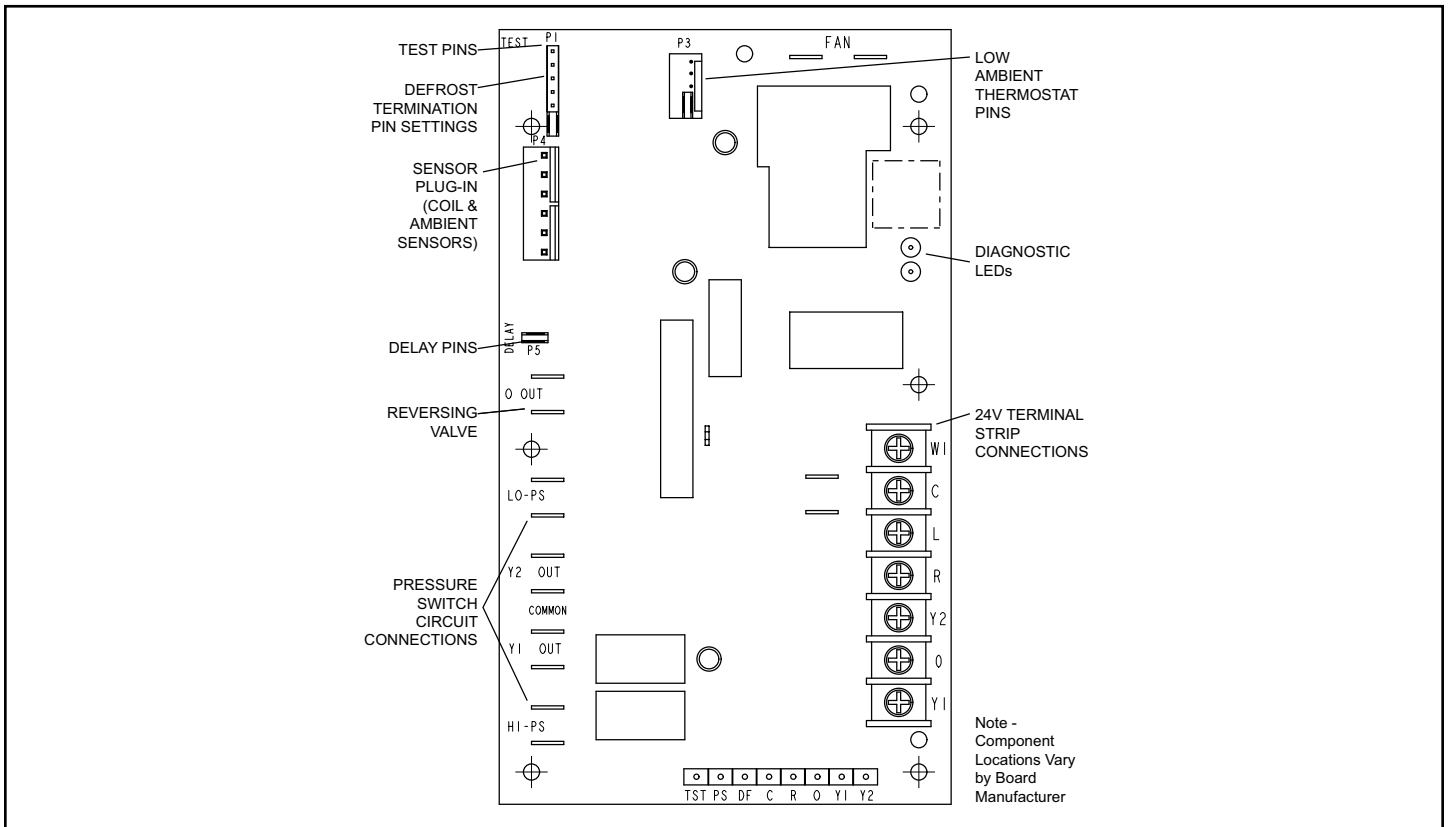 TEST
P1
P3
FAN
TEST PINS
DEFROST
TERMINATION
PIN SETTINGS
LOW
AMBIENT
THERMOSTAT
PINS
P4
SENSOR
PLUG-IN
(COIL &
AMBIENT
SENSORS)
DIAGNOSTIC
LEDs
DELAY
DELAY PINS
P5
O OUT
REVERSING
VALVE
24V TERMINAL
STRIP
CONNECTIONS
W1
C
L
R
Y2
O
Y1
LO-PS
Y2 OUT
PRESSURE
SWITCH
CIRCUIT
CONNECTIONS
COMMON
Y1 OUT
HI-PS
Note -
Component
Locations Vary
by Board
Manufacturer
TST PS DF C R O Y1 Y2